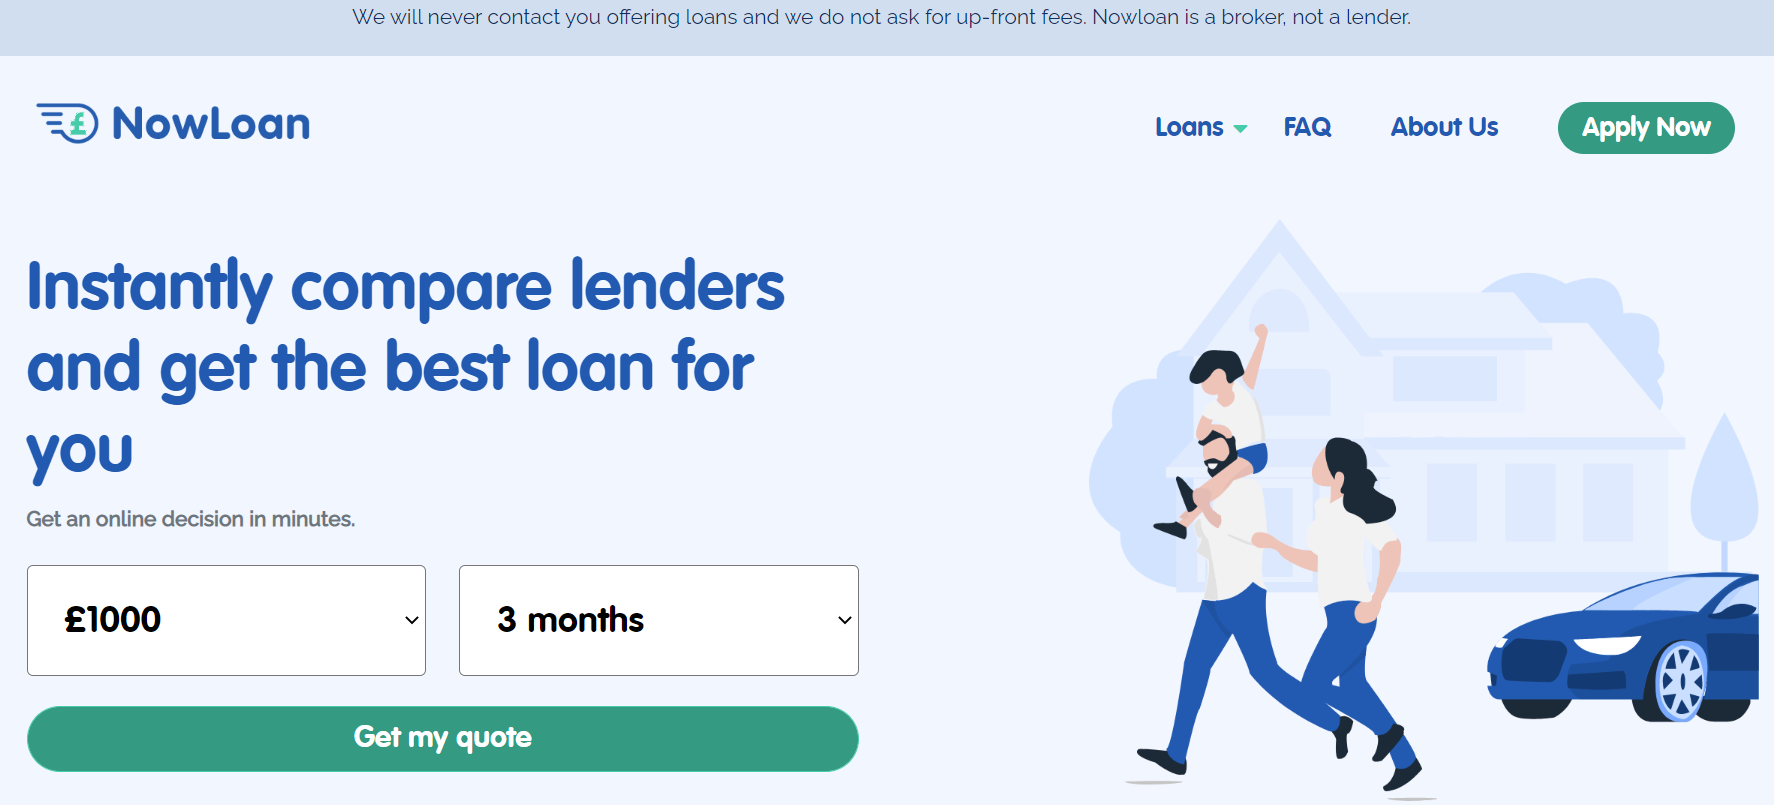 We will never contact you offering loans and we do not ask for up-front fees. Nowloan is a broker, not a lender.
£ NowLoan
Loans FAQ About Us Apply Now
Instantly compare lenders
and get the best loan for
you
Get an online decision in minutes.
£1000 3 months
Get my quote